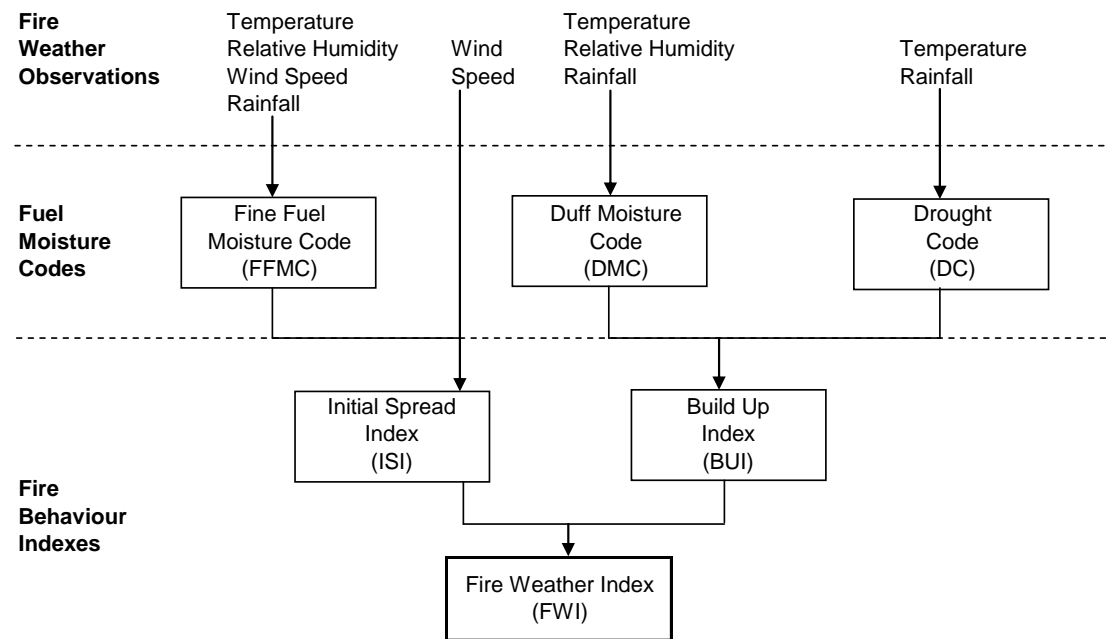 Fire
Weather
Observations
Temperature
Relative Humidity
Wind Speed
Rainfall
Wind
Speed
Temperature
Relative Humidity
Rainfall
Temperature
Rainfall
Fuel
Moisture
Codes
Fine Fuel
Moisture Code
(FFMC)
Duff Moisture
Code
(DMC)
Drought
Code
(DC)
Fire
Behaviour
Indexes
Initial Spread
Index
(ISI)
Build Up
Index
(BUI)
Fire Weather Index
(FWI)